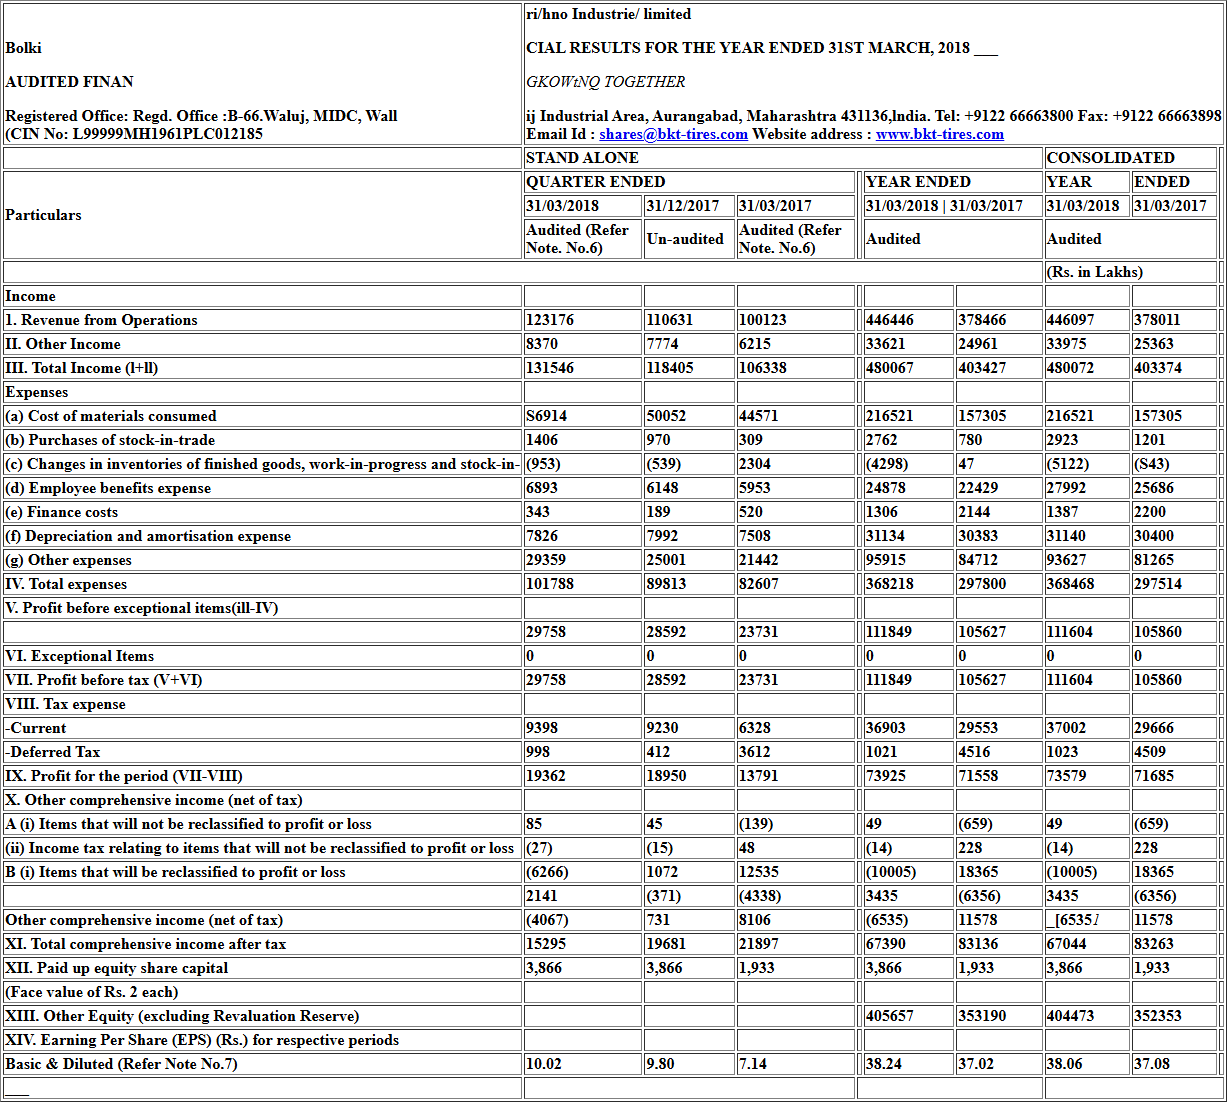 ri/hno Industrie/ limited
Bolki
CIAL RESULTS FOR THE YEAR ENDED 31ST MARCH, 2018 ___
AUDITED FINAN
GKOWtNQ TOGETHER
Registered Office: Regd. Office :B-66.Waluj, MIDC, Wall
(CIN No: L99999MH1961PLC012185
ij Industrial Area, Aurangabad, Maharashtra 431136,lndia. Tel: +9122 66663800 Fax: +9122 66663898
Email Id : shares@bkt-tires.com Website address : www.bkt-tires.com
STAND ALONE CONSOLIDATED
Particulars
QUARTER ENDED YEAR ENDED YEAR ENDED
31/03/2018 31/12/2017 31/03/2017 31/03/2018 | 31/03/2017 31/03/2018 31/03/2017
Audited (Refer Note. No.6) Un-audited Audited (Refer Note. No.6) Audited Audited
(Rs. in Lakhs)
Income
1. Revenue from Operations 123176 110631 100123 446446 378466 446097 378011
II. Other Income 8370 7774 6215 33621 24961 33975 25363
III. Total Income (l+ll) 131546 118405 106338 480067 403427 480072 403374
Expenses
(a) Cost of materials consumed S6914 50052 44571 216521 157305 216521 157305
(b) Purchases of stock-in-trade 1406 970 309 2762 780 2923 1201
(c) Changes in inventories of finished goods, work-in-progress and stock-in- (953) (539) 2304 (4298) 47 (5122) (S43)
(d) Employee benefits expense 6893 6148 5953 24878 22429 27992 25686
(e) Finance costs 343 189 520 1306 2144 1387 2200
(f) Depreciation and amortisation expense 7826 7992 7508 31134 30383 31140 30400
(g) Other expenses 29359 25001 21442 95915 84712 93627 81265
IV. Total expenses 101788 89813 82607 368218 297800 368468 297514
V. Profit before exceptional items(ill-IV)
29758 28592 23731 111849 105627 111604 105860
VI. Exceptional Items 0 0 0 0 0 0 0
VII. Profit before tax (V+VI) 29758 28592 23731 111849 105627 111604 105860
VIII. Tax expense
-Current 9398 9230 6328 36903 29553 37002 29666
-Deferred Tax 998 412 3612 1021 4516 1023 4509
IX. Profit for the period (VII-VIII) 19362 18950 13791 73925 71558 73579 71685
X. Other comprehensive income (net of tax)
A (i) Items that will not be reclassified to profit or loss 85 45 (139) 49 (659) 49 (659)
(ii) Income tax relating to items that will not be reclassified to profit or loss (27) (15) 48 (14) 228 (14) 228
B (i) Items that will be reclassified to profit or loss (6266) 1072 12535 (10005) 18365 (10005) 18365
2141 (371) (4338) 3435 (6356) 3435 (6356)
Other comprehensive income (net of tax) (4067) 731 8106 (6535) 11578 _[65351 11578
XI. Total comprehensive income after tax 15295 19681 21897 67390 83136 67044 83263
XII. Paid up equity share capital 3,866 3,866 1,933 3,866 1,933 3,866 1,933
(Face value of Rs. 2 each)
XIII. Other Equity (excluding Revaluation Reserve) 405657 353190 404473 352353
XIV. Earning Per Share (EPS) (Rs.) for respective periods
Basic & Diluted (Refer Note No.7) 10.02 9.80 7.14 38.24 37.02 38.06 37.08
___